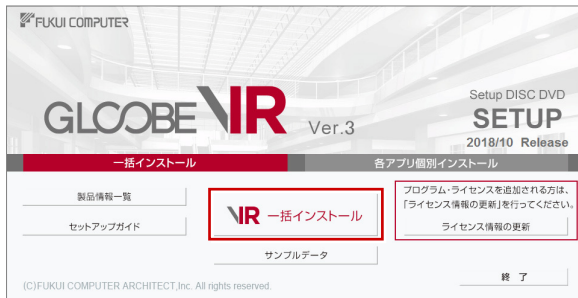 FUKUI COMPUTER
GLOOBE VR Ver.3
Setup DISC DVD
SETUP
2018/10 Release
一括インストール
各アプリ個別インストール
製品情報一覧
セットアップガイド
VR 一括インストール
サンプルデータ
プログラム・ライセンスを追加される方は、
「ライセンス情報の更新」を行ってください。
ライセンス情報の更新
終 了
(C)FUKUI COMPUTER ARCHITECT,Inc. All rights reserved.